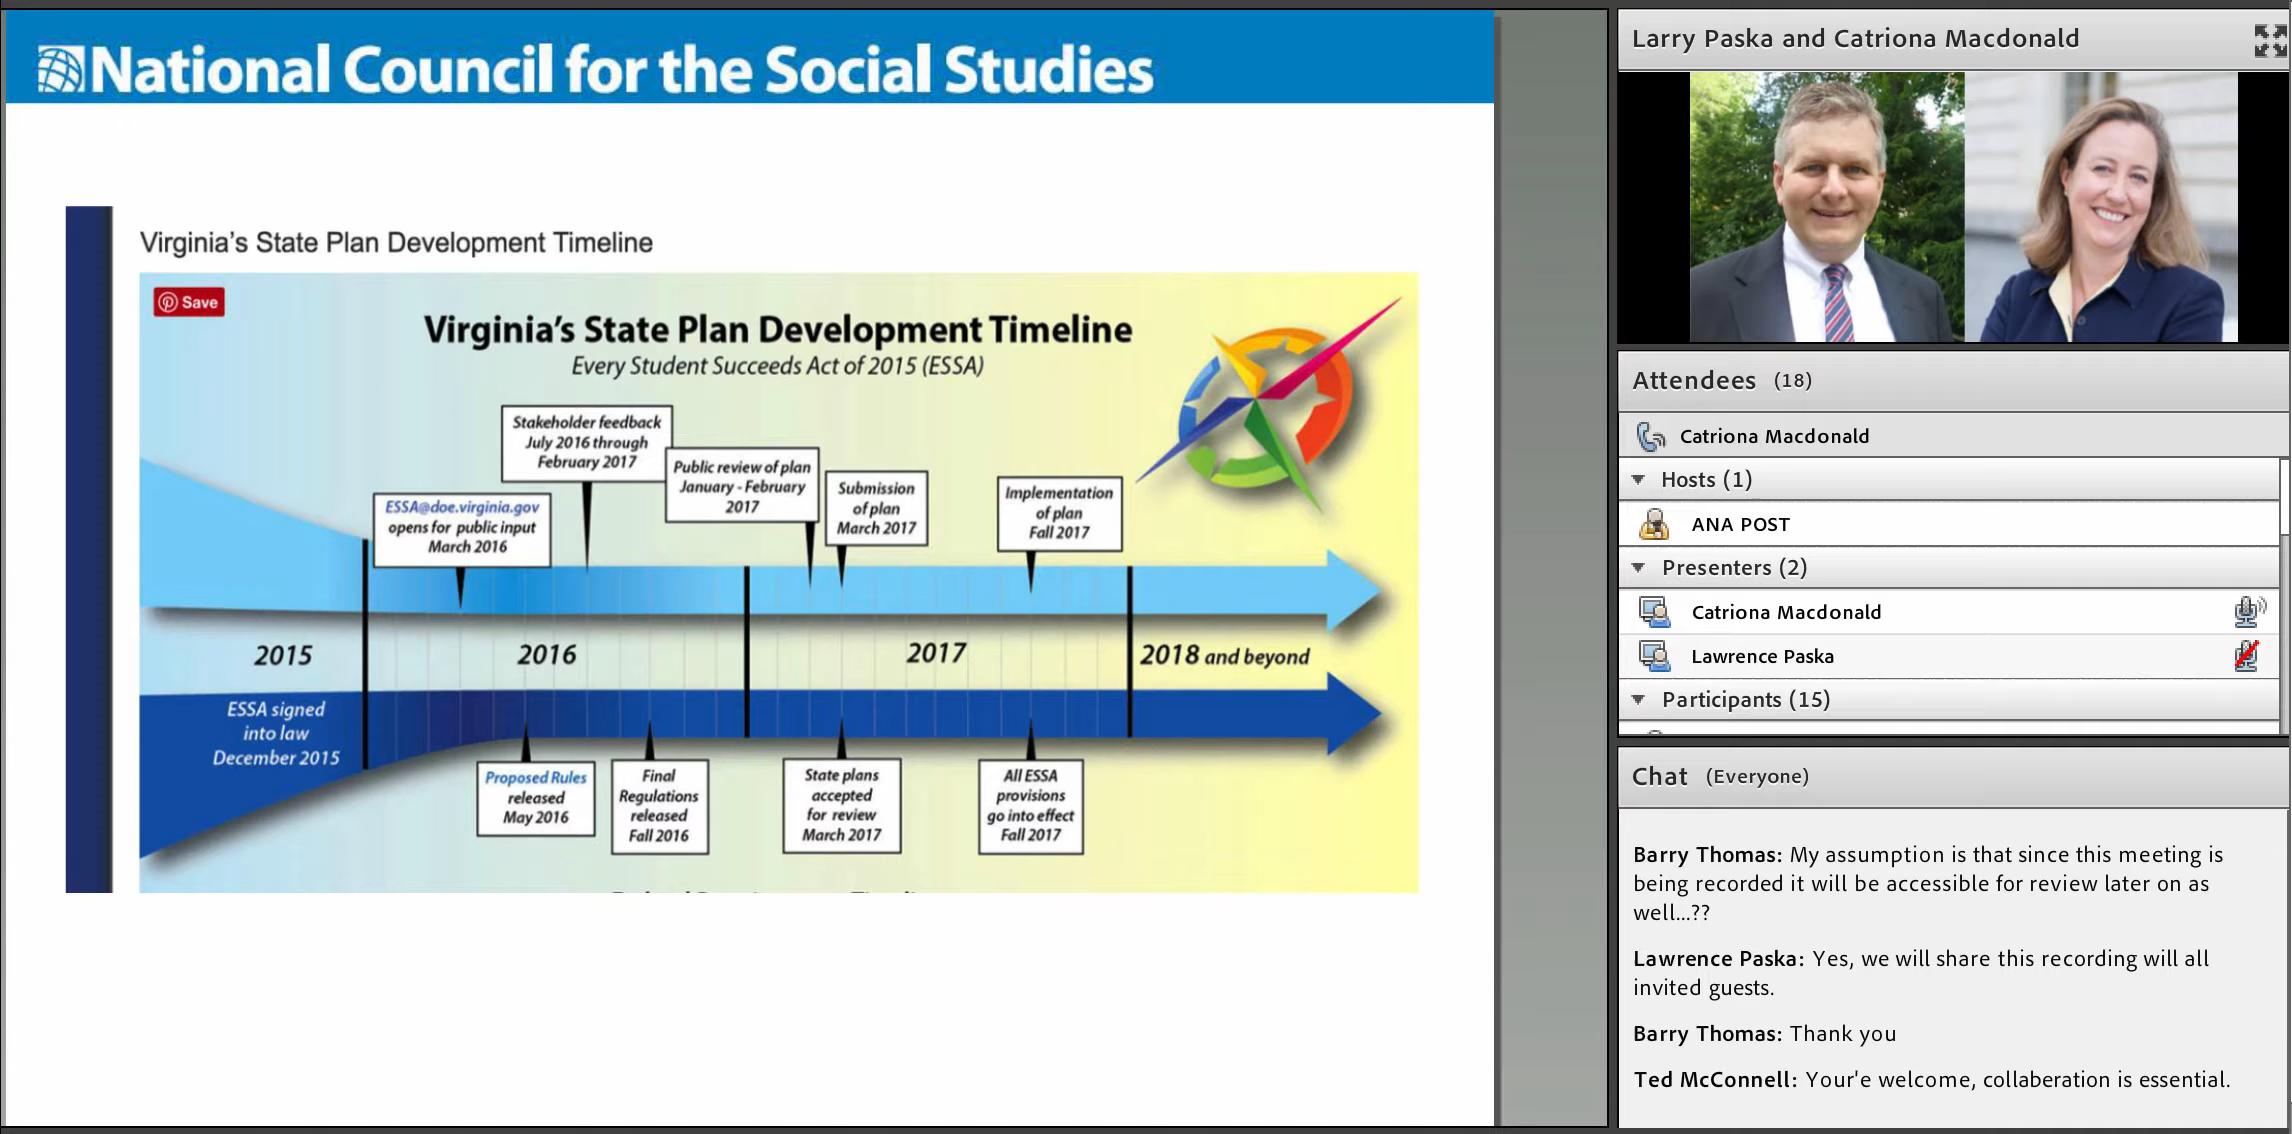 National Council for the Social Studies
Virginia's State Plan Development Timeline
Save
Virginia's State Plan Development Timeline
Every Student Succeeds Act of 2015 (ESSA)
Stakeholder feedback
July 2016 through
February 2017
Public review of plan
January - February
2017
Submission
of plan
March 2017
Implementation
of plan
Fall 2017
ESSA@doe.virginia.gov
opens for public input
March 2016
2015
2016
2017
2018 and beyond
ESSA signed
into law
December 2015
Proposed Rules
released
May 2016
Final
Regulations
released
Fall 2016
State plans
accepted
for review
March 2017
All ESSA
provisions
go into effect
Fall 2017
Larry Paska and Catriona Macdonald
Attendees (18)
Catriona Macdonald
Hosts (1)
ANA POST
Presenters (2)
Catriona Macdonald
Lawrence Paska
Participants (15)
Chat (Everyone)
Barry Thomas: My assumption is that since this meeting is
being recorded it will be accessible for review later on as
well...??
Lawrence Paska: Yes, we will share this recording will all
invited guests.
Barry Thomas: Thank you
Ted McConnell: Your'e welcome, collaberation is essential.